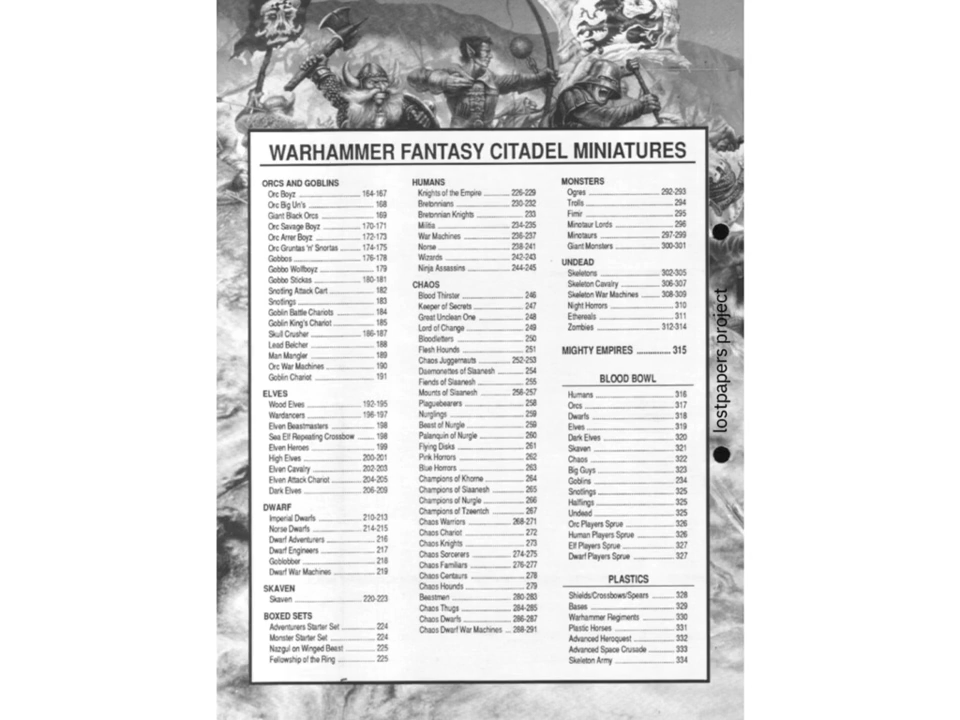 WARHAMMER FANTASY CITADEL MINIATURES
ORCS AND GOBLINS
Orc Boyz 164-167
Orc Big Un's 168
Giant Black Orcs 169
Orc Savage Boyz 170-171
Orc Arrer Boyz 172-173
Orc Gruntas 'n' Snortas 174-175
Gobbos 176-178
Gobbo Wolfboyz 179
Gobbo Stickas 180-181
Snotling Attack Cart 182
Snotlings 183
Goblin Battle Chariots 184
Goblin King's Chariot 185
Skull Crusher 186-187
Lead Belcher 188
Man Mangler 189
Orc War Machines 190
Goblin Chariot 191
ELVES
Wood Elves 192-195
Wardancers 196-197
Elven Beastmasters 198
Sea Elf Repeating Crossbow 198
Elven Heroes 199
High Elves 200-201
Elven Cavalry 202-203
Elven Attack Chariot 204-205
Dark Elves 206-209
DWARF
Imperial Dwarfs 210-213
Norse Dwarfs 214-215
Dwarf Adventurers 216
Dwarf Engineers 217
Goblobber 218
Dwarf War Machines 219
SKAVEN
Skaven 220-223
BOXED SETS
Adventurers Starter Set 224
Monster Starter Set 224
Nazgul on Winged Beast 225
Fellowship of the Ring 225
HUMANS
Knights of the Empire 226-229
Bretonnians 230-232
Bretonnian Knights 233
Militia 234-235
War Machines 236-237
Norse 238-241
Wizards 242-243
Ninja Assassins 244-245
CHAOS
Blood Thirster 246
Keeper of Secrets 247
Great Unclean One 248
Lord of Change 249
Bloodletters 250
Flesh Hounds 251
Chaos Juggernauts 252-253
Daemonettes of Slaanesh 254
Fiends of Slaanesh 255
Mounts of Slaanesh 256-257
Plaguebearers 258
Nurglings 259
Beast of Nurgle 259
Palanquin of Nurgle 260
Flying Disks 261
Pink Horrors 262
Blue Horrors 263
Champions of Khorne 264
Champions of Slaanesh 265
Champions of Nurgle 266
Champions of Tzeentch 267
Chaos Warriors 268-271
Chaos Chariot 272
Chaos Knights 273
Chaos Sorcerers 274-275
Chaos Familiars 276-277
Chaos Centaurs 278
Chaos Hounds 279
Beastmen 280-283
Chaos Thugs 284-285
Chaos Dwarfs 286-287
Chaos Dwarf War Machines 288-291
MONSTERS
Ogres 292-293
Trolls 294
Fimir 295
Minotaur Lords 296
Minotaurs 297-299
Giant Monsters 300-301
UNDEAD
Skeletons 302-305
Skeleton Cavalry 306-307
Skeleton War Machines 308-309
Night Horrors 310
Ethereals 311
Zombies 312-314
MIGHTY EMPIRES 315
BLOOD BOWL
Humans 316
Orcs 317
Dwarfs 318
Elves 319
Dark Elves 320
Skaven 321
Chaos 322
Big Guys 323
Goblins 234
Snotlings 325
Halflings 325
Undead 325
Orc Players Sprue 326
Human Players Sprue 326
Elf Players Sprue 327
Dwarf Players Sprue 327
PLASTICS
Shields/Crossbows/Spears 328
Bases 329
Warhammer Regiments 330
Plastic Horses 331
Advanced Heroquest 332
Advanced Space Crusade 333
Skeleton Army 334
lostpapers project